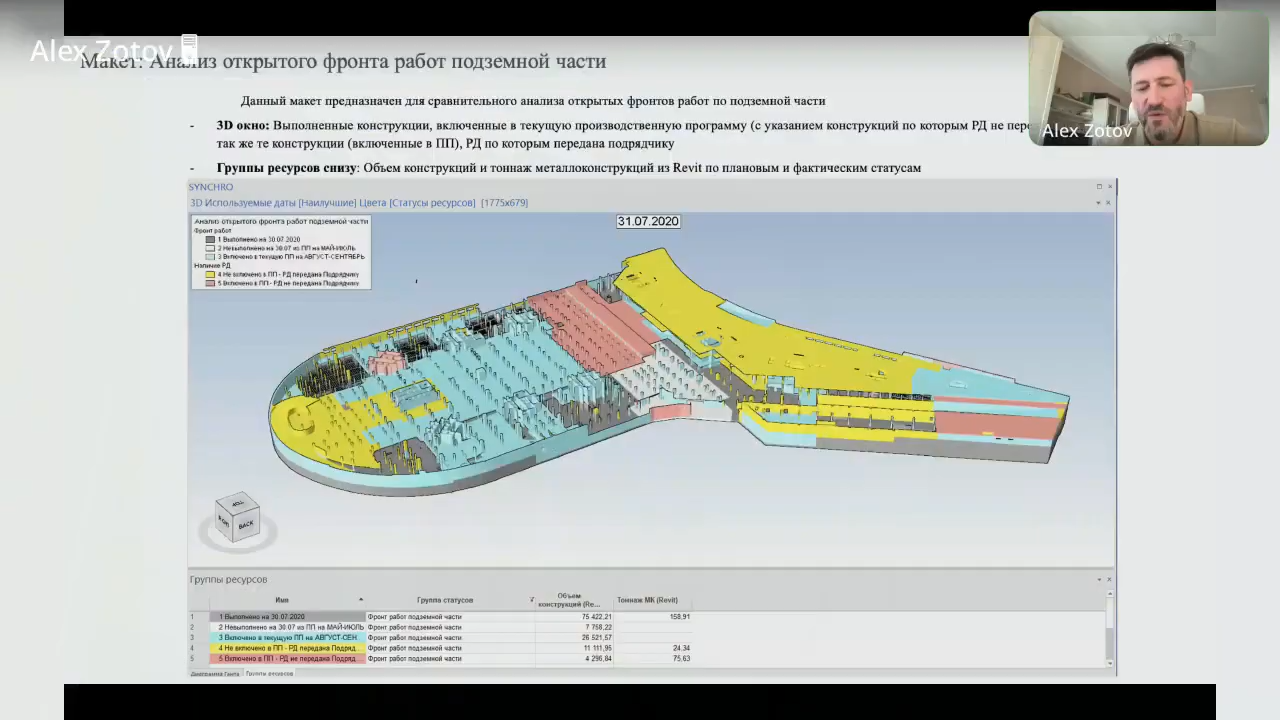 Alex Zotov
Макет: Анализ открытого фронта работ подземной части
Данный макет предназначен для сравнительного анализа открытых фронтов работ по подземной части
- 3D окно: Выполненные конструкции, включенные в текущую производственную программу (с указанием конструкций по которым РД не
так же те конструкции (включенные в ПП), РД по которым передана подрядчику
- Группы ресурсов снизу: Объем конструкций и тоннаж металлоконструкций из Revit по плановым и фактическим статусам
Alex Zotov
SYNCHRO
3D Используемые даты [Наилучшие] Цвета [Статусы ресурсов] [1775x679]
31.07.2020
Анализ открытого фронта работ подземной части
Фронт работ
1 Выполнено на 30.07.2020
2 Невыполнено на 30.07 из ПП на МАЙ-ИЮЛЬ
3 Включено в текущую ПП на АВГУСТ-СЕНТЯБРЬ
Наличие РД
4 Не включено в ПП - РД передана Подрядчику
5 Включено в ПП - РД не передана Подрядчику
TOP
BACK
Группы ресурсов
Имя Группа статусов Объем конструкций (Re... Тоннаж МК (Revit)
1 1 Выполнено на 30.07.2020 Фронт работ подземной части 75 422,21 158,91
2 2 Невыполнено на 30.07 из ПП на МАЙ-ИЮЛЬ Фронт работ подземной части 7 758,22
3 3 Включено в текущую ПП на АВГУСТ-СЕН... Фронт работ подземной части 26 521,57
4 4 Не включено в ПП - РД передана Подряд... Фронт работ подземной части 11 111,95 24,34
5 5 Включено в ПП - РД не передана Подряд... Фронт работ подземной части 4 296,84 75,63
Диаграмма Ганта Группы ресурсов